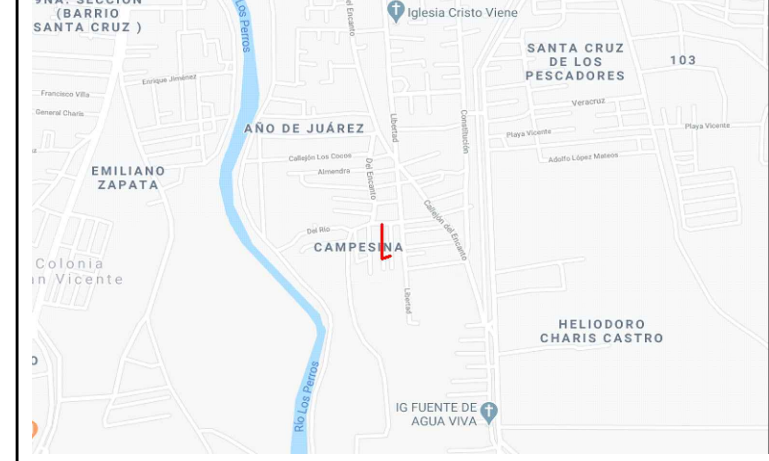 9NA. SECCIÓN
(BARRIO
SANTA CRUZ )
Los Perros
Del Encanto
Iglesia Cristo Viene
SANTA CRUZ
DE LOS
PESCADORES
103
Enrique Jiménez
Francisco Villa
General Charis
Veracruz
AÑO DE JUÁREZ
Libertad
Constitución
Playa Vicente
Playa Vicente
Callejón Los Cocos
Almendra
Del Encanto
Adolfo López Mateos
EMILIANO
ZAPATA
Callejón del Encanto
Del Río
CAMPESINA
Colonia
n Vicente
Libertad
HELIODORO
CHARIS CASTRO
O
Río Los Perros
IG FUENTE DE
AGUA VIVA